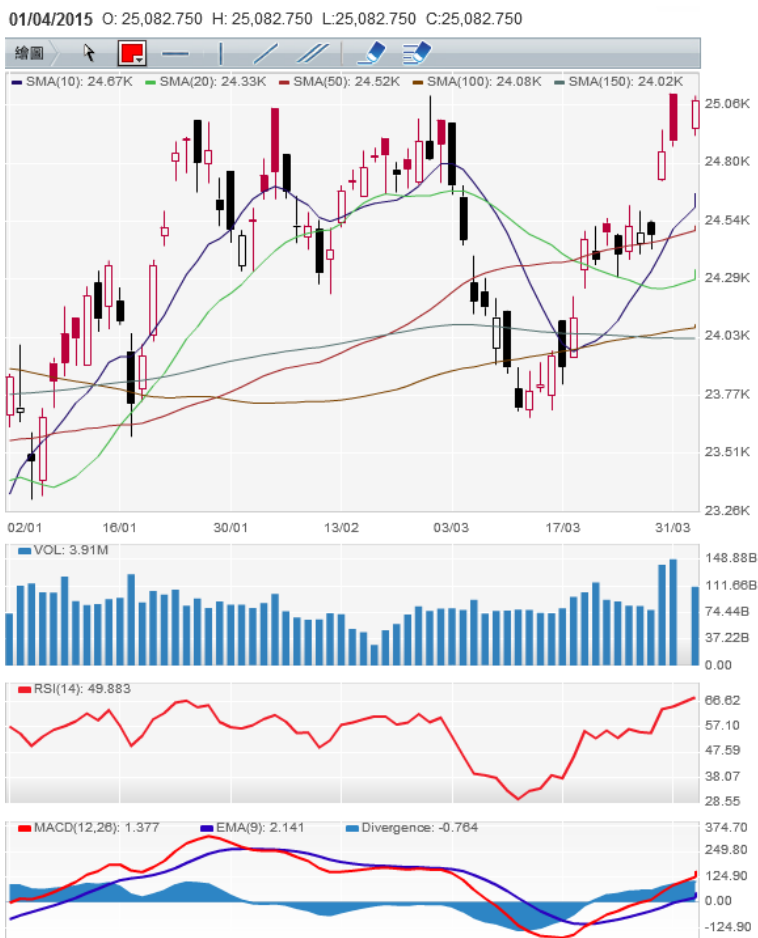 01/04/2015 O: 25,082.750 H: 25,082.750 L:25,082.750 C:25,082.750
繪圖
SMA(10): 24.67K SMA(20): 24.33K SMA(50): 24.52K SMA(100): 24.08K SMA(150): 24.02K
25.06K
24.80K
24.54K
24.29K
24.03K
23.77K
23.51K
23.26K
02/01 16/01 30/01 13/02 03/03 17/03 31/03
VOL: 3.91M
148.88B
111.66B
74.44B
37.22B
0.00
RSI(14): 49.883
66.62
57.10
47.59
38.07
28.55
MACD(12,26): 1.377 EMA(9): 2.141 Divergence: -0.764
374.70
249.80
124.90
0.00
-124.90